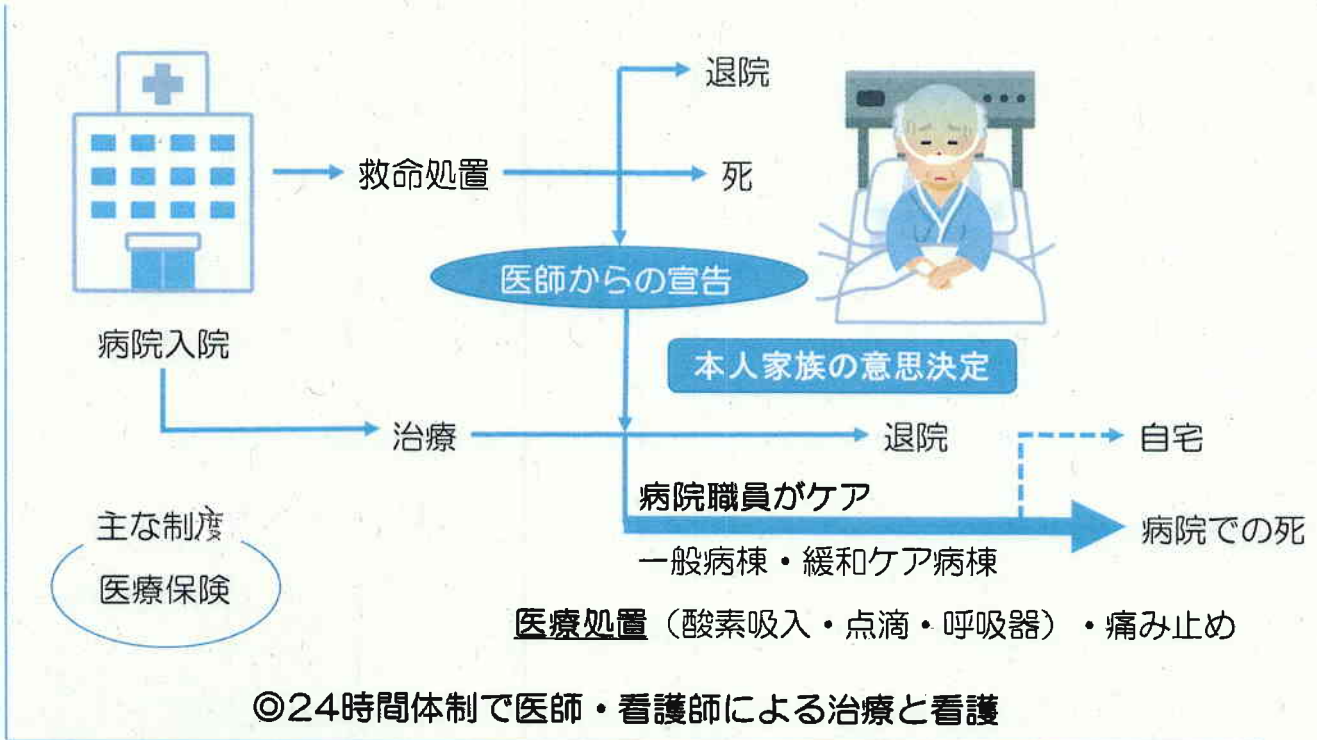 退院
救命処置
死
医師からの宣告
病院入院
本人家族の意思決定
治療
退院
自宅
病院職員がケア
病院での死
一般病棟・緩和ケア病棟
主な制度
医療保険
医療処置（酸素吸入・点滴・呼吸器）・痛み止め
◎24時間体制で医師・看護師による治療と看護